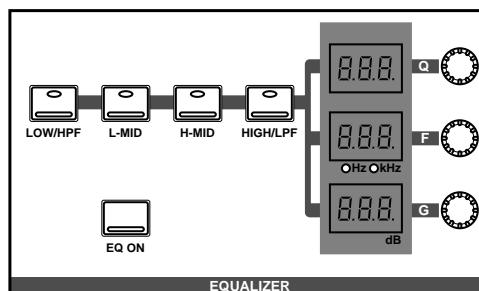 8.8.8. Q
LOW/HPF L-MID H-MID HIGH/LPF
8.8.8. F
Hz kHz
8.8.8. G
dB
EQ ON
EQUALIZER